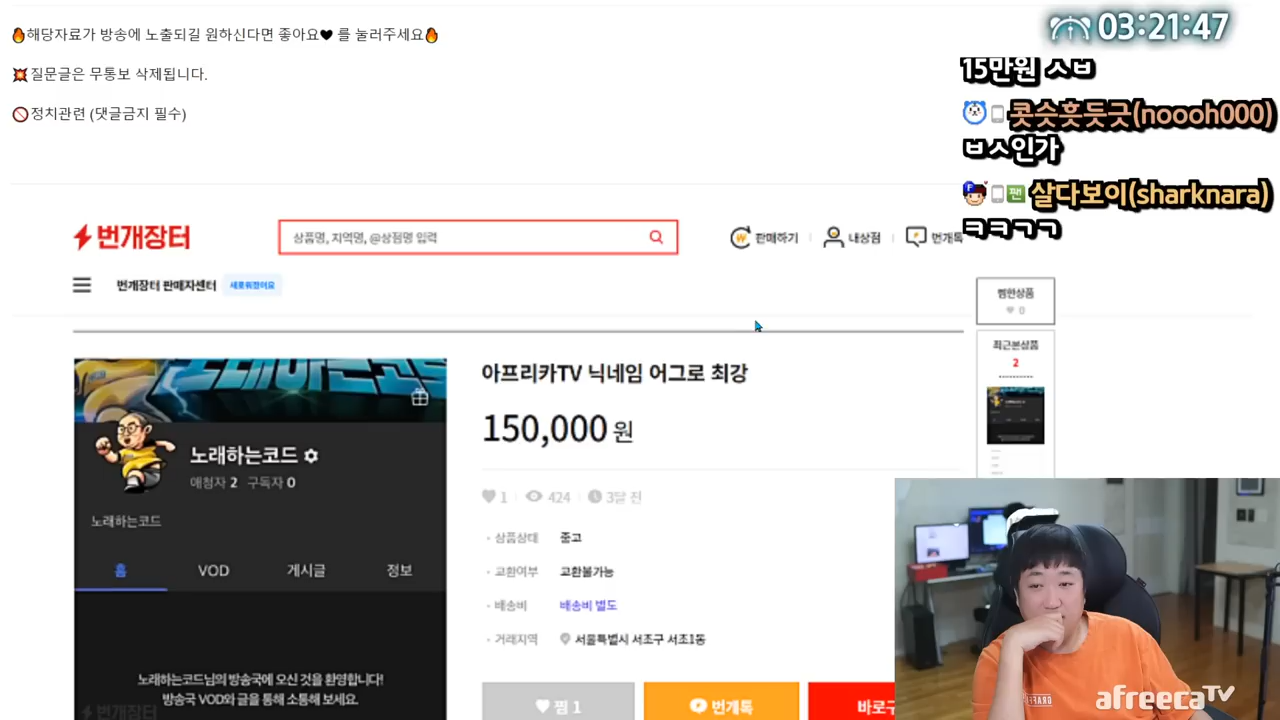 🔥해당자료가 방송에 노출되길 원하신다면 좋아요🖤 를 눌러주세요🔥
💥질문글은 무통보 삭제됩니다.
🚫정치관련 (댓글금지 필수)
03:21:47
15만원 ㅅㅂ
콧슷흣듯긋(noooh000)
ㅂㅅ인가
팬 살다보이(sharknara)
ㅋㅋㄱㄱ
번개장터
상품명, 지역명, @상점명 입력
판매하기
내상점
번개톡
번개장터 판매자센터 새로워졌어요
찜한상품
0
최근본상품
2
노래하는코드
애청자 2 구독자 0
노래하는코드
홈 VOD 게시글 정보
노래하는코드님의 방송국에 오신 것을 환영합니다!
방송국 VOD와 글을 통해 소통해 보세요.
번개장터
아프리카TV 닉네임 어그로 최강
150,000 원
1 424 3달 전
· 상품상태 중고
· 교환여부 교환불가능
· 배송비 배송비 별도
· 거래지역 서울특별시 서초구 서초1동
찜 1
번개톡
바로구
afreecaTV